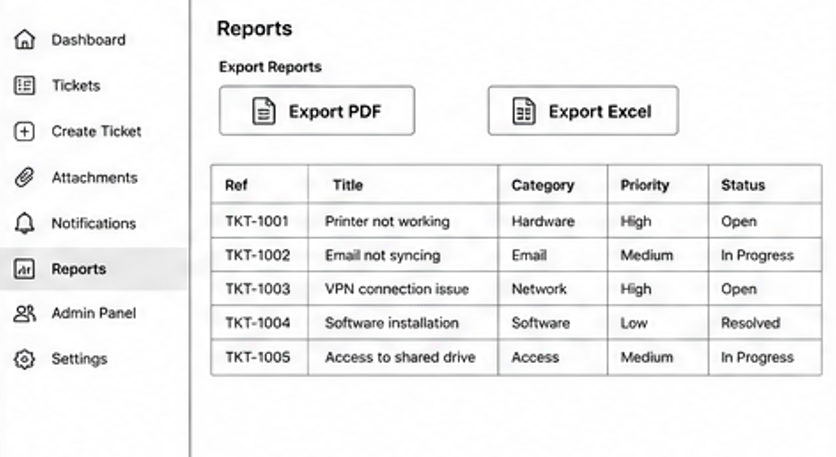 Dashboard
Tickets
Create Ticket
Attachments
Notifications
Reports
Admin Panel
Settings
Reports
Export Reports
Export PDF
Export Excel
Ref Title Category Priority Status
TKT-1001 Printer not working Hardware High Open
TKT-1002 Email not syncing Email Medium In Progress
TKT-1003 VPN connection issue Network High Open
TKT-1004 Software installation Software Low Resolved
TKT-1005 Access to shared drive Access Medium In Progress